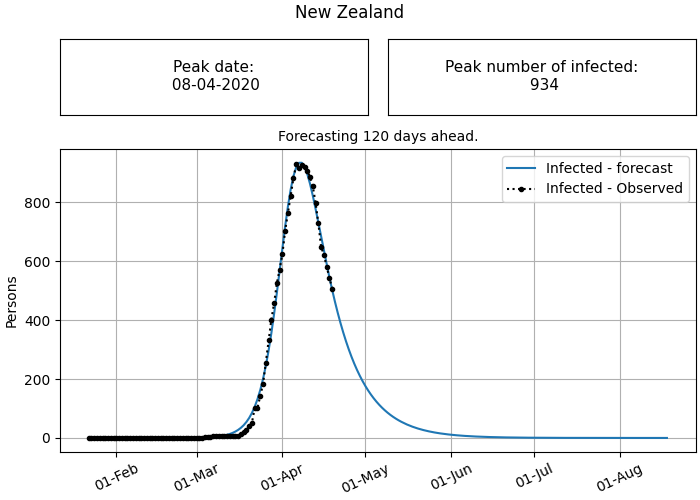 New Zealand
Peak date:
08-04-2020
Peak number of infected:
934
Forecasting 120 days ahead.
Infected - forecast
Infected - Observed
Persons
800
600
400
200
0
01-Feb
01-Mar
01-Apr
01-May
01-Jun
01-Jul
01-Aug